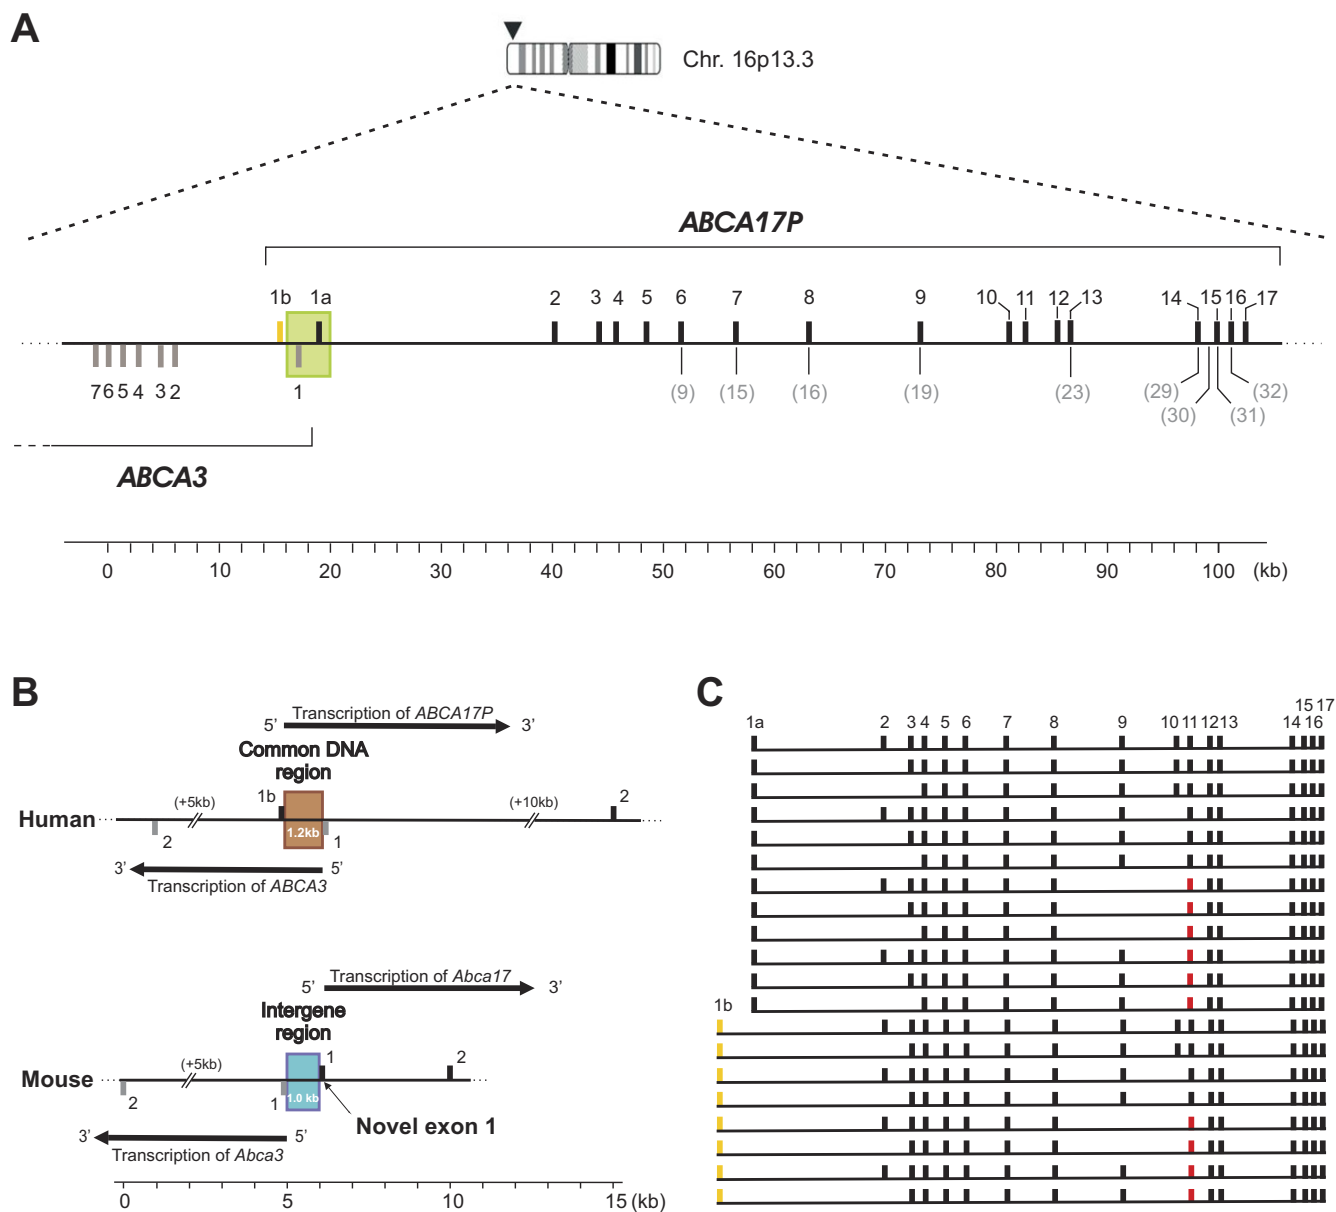 A
Chr. 16p13.3
ABCA17P
1b 1a 2 3 4 5 6 7 8 9 10 11 12 13 14 15 16 17
7 6 5 4 3 2 1 (9) (15) (16) (19) (23) (29) (32)
(30) (31)
ABCA3
0 10 20 30 40 50 60 70 80 90 100 (kb)
B
Transcription of ABCA17P
5’ 3’
Common DNA
region
(+5kb) 1b (+10kb) 2
Human
1.2kb
2 1
3’ 5’
Transcription of ABCA3
Transcription of Abca17
5’ 3’
Intergene
region
(+5kb) 1 2
Mouse
1.0 kb
2 1
Novel exon 1
3’ 5’
Transcription of Abca3
0 5 10 15 (kb)
C
15 17
1a 2 3 4 5 6 7 8 9 10 11 12 13 14 16
1b